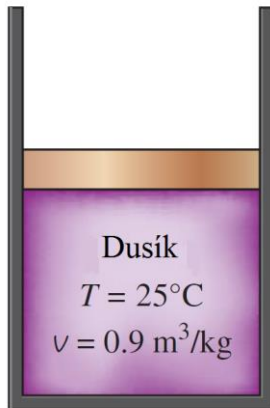 Dusík
T = 25°C
v = 0.9 m³/kg